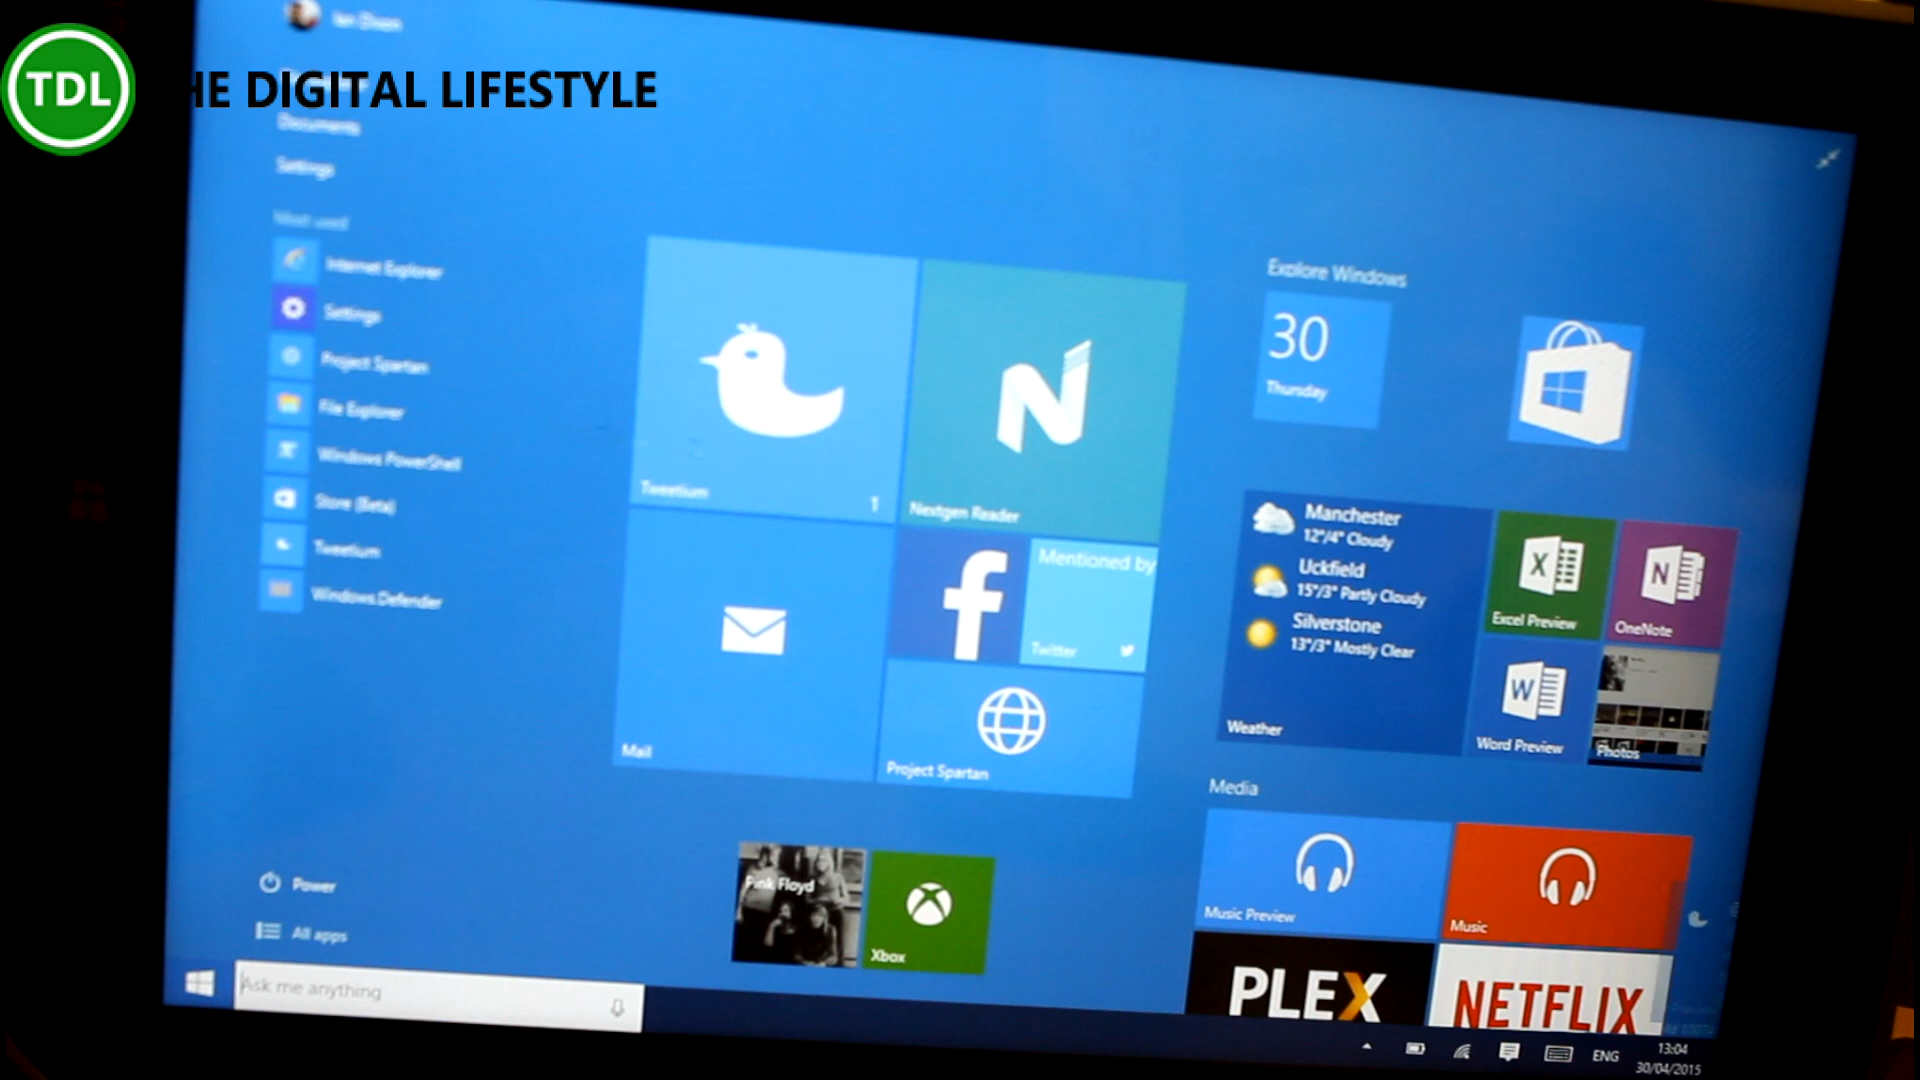 Ian Dixon
TDL
HE DIGITAL LIFESTYLE
Documents
Settings
Most used
Internet Explorer
Settings
Project Spartan
File Explorer
Windows PowerShell
Store (Beta)
Tweetium
Windows Defender
Power
All apps
Ask me anything
Tweetium
1
Nextgen Reader
Mail
Mentioned by
Twitter
Project Spartan
Pink Floyd
Xbox
Explore Windows
30
Thursday
Manchester
12°/4° Cloudy
Uckfield
15°/3° Partly Cloudy
Silverstone
13°/3° Mostly Clear
Weather
Excel Preview
OneNote
Word Preview
Photos
Media
Music Preview
Music
PLEX
NETFLIX
ENG
13:04
30/04/2015